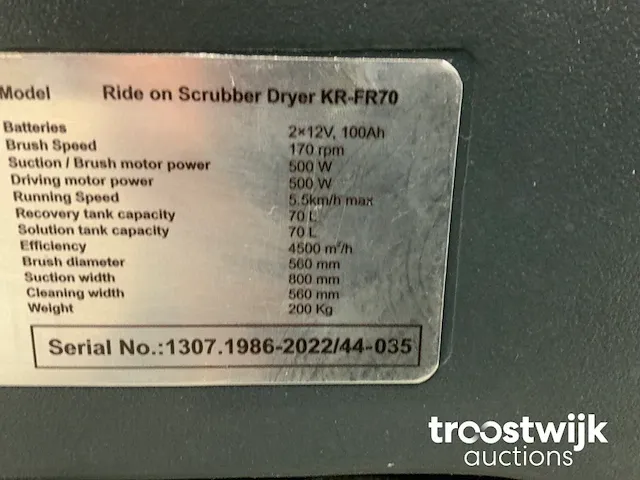 Model Ride on Scrubber Dryer KR-FR70
Batteries 2×12V, 100Ah
Brush Speed 170 rpm
Suction / Brush motor power 500 W
Driving motor power 500 W
Running Speed 5.5km/h max
Recovery tank capacity 70 L
Solution tank capacity 70 L
Efficiency 4500 m²/h
Brush diameter 560 mm
Suction width 800 mm
Cleaning width 560 mm
Weight 200 Kg
Serial No.:1307.1986-2022/44-035
troostwijk
auctions